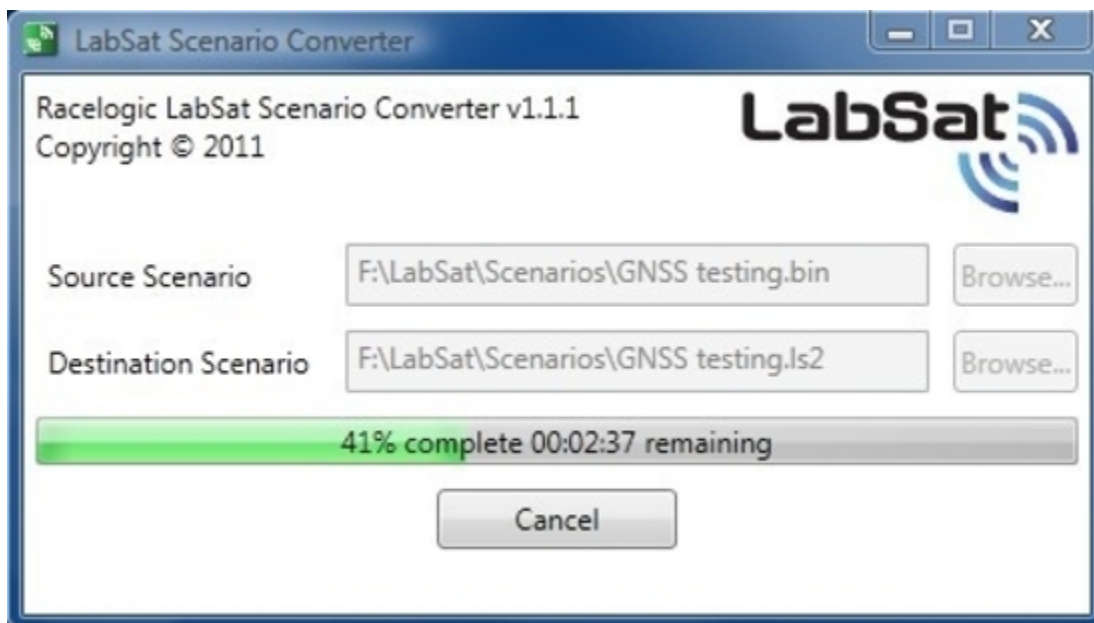 LabSat Scenario Converter
Racelogic LabSat Scenario Converter v1.1.1
Copyright © 2011
LabSat
Source Scenario F:\LabSat\Scenarios\GNSS testing.bin Browse...
Destination Scenario F:\LabSat\Scenarios\GNSS testing.ls2 Browse...
41% complete 00:02:37 remaining
Cancel